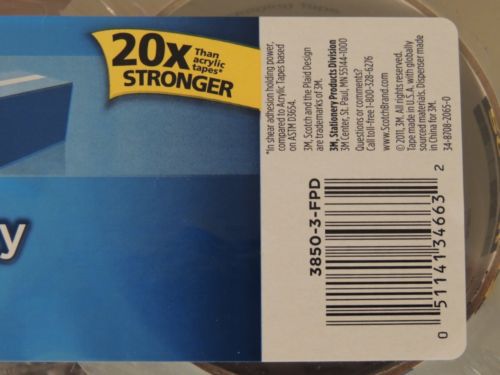 20x
Than
acrylic
tapes*
STRONGER
*In shear adhesion holding power,
compared to Acrylic Tapes based
on ASTM D3654.
3M, Scotch and the Plaid Design
are trademarks of 3M.
3M, Stationery Products Division
3M Center, St. Paul, MN 55144-1000
Questions or comments?
Call toll-free 1-800-328-6276
www.ScotchBrand.com
© 2011, 3M. All rights reserved.
Tape made in U.S.A. with globally
sourced materials. Dispenser made
in China for 3M.
34-8708-2065-0
y
3850-3-FPD
0 51141 34663 2